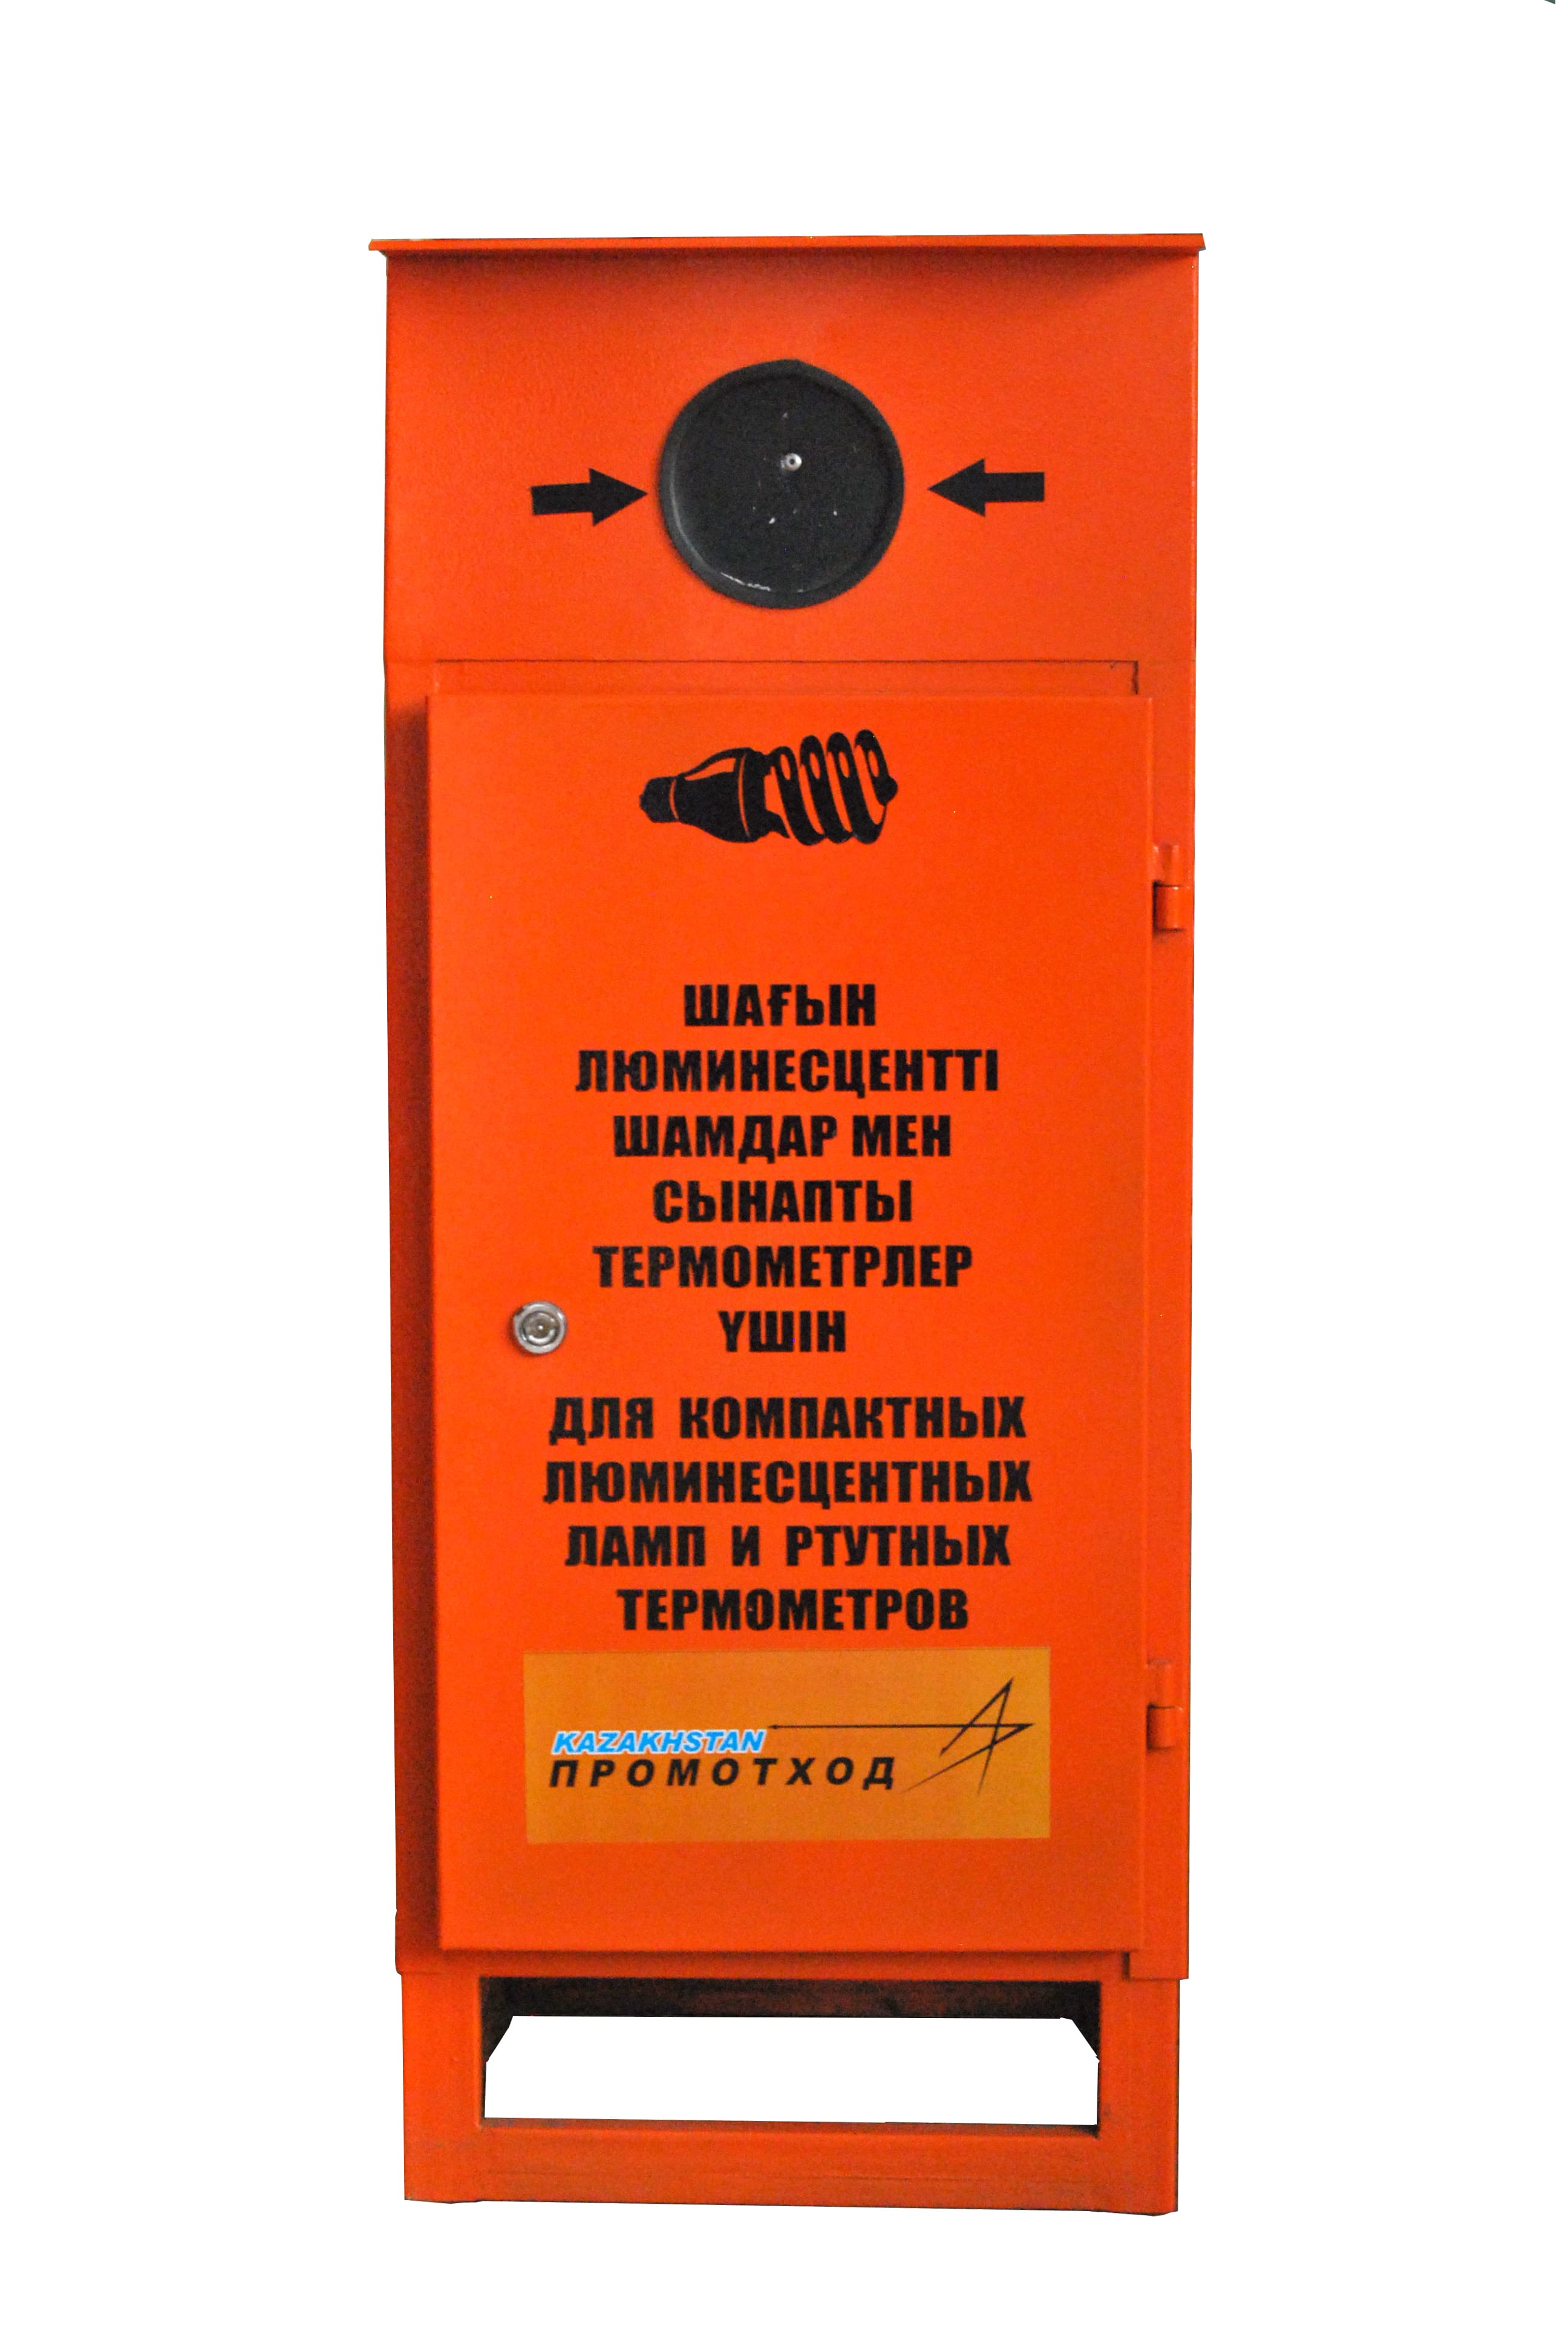 ШАҒЫН
ЛЮМИНЕСЦЕНТТІ
ШАМДАР МЕН
СЫНАПТЫ
ТЕРМОМЕТРЛЕР
ҮШІН
ДЛЯ КОМПАКТНЫХ
ЛЮМИНЕСЦЕНТНЫХ
ЛАМП И РТУТНЫХ
ТЕРМОМЕТРОВ
KAZAKHSTAN
ПРОМОТХОД